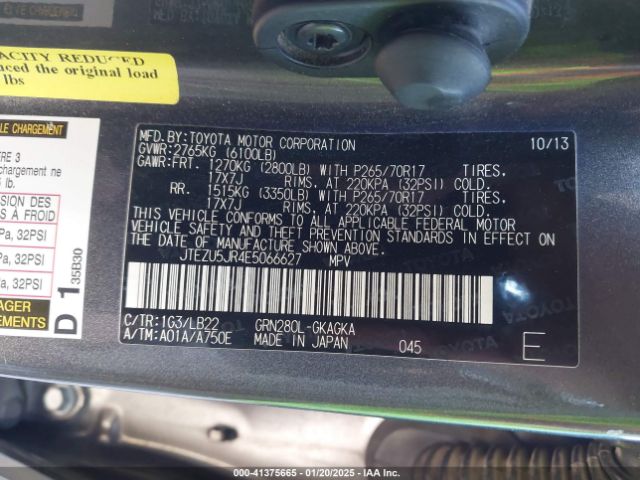 ACITY REDUCED
uced the original load
lbs
LE CHARGEMENT
TRE 3
chargement ne
lb.
SION DES
S À FROID
Pa, 32PSI
Pa, 32PSI
AGER
EMENTS
D 1
35B30
MFD. BY: TOYOTA MOTOR CORPORATION 10/13
GVWR: 2765KG (6100LB)
GAWR: FRT. 1270KG (2800LB) WITH P265/70R17 TIRES.
17X7J RIMS. AT 220KPA (32PSI) COLD.
RR. 1515KG (3350LB) WITH P265/70R17 TIRES.
17X7J RIMS. AT 220KPA (32PSI) COLD.
THIS VEHICLE CONFORMS TO ALL APPLICABLE FEDERAL MOTOR
VEHICLE SAFETY AND THEFT PREVENTION STANDARDS IN EFFECT ON
THE DATE OF MANUFACTURE SHOWN ABOVE.
JTEZU5JR4E5066627 MPV
C/TR: 1G3/LB22 GRN280L-GKAGKA
A/TM: A01A/A750E MADE IN JAPAN 045 E
000-41375665 - 01/20/2025 - IAA Inc.